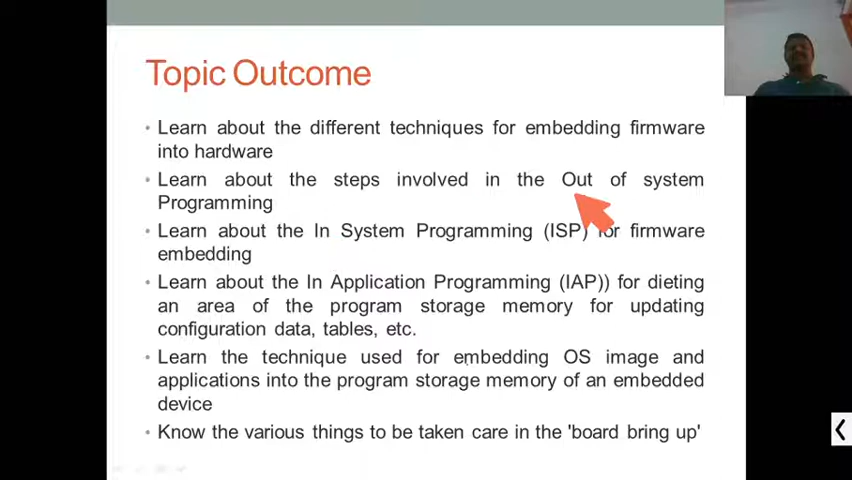 Topic Outcome
• Learn about the different techniques for embedding firmware
into hardware
• Learn about the steps involved in the Out of system
Programming
• Learn about the In System Programming (ISP) for firmware
embedding
• Learn about the In Application Programming (IAP)) for dieting
an area of the program storage memory for updating
configuration data, tables, etc.
• Learn the technique used for embedding OS image and
applications into the program storage memory of an embedded
device
• Know the various things to be taken care in the 'board bring up'